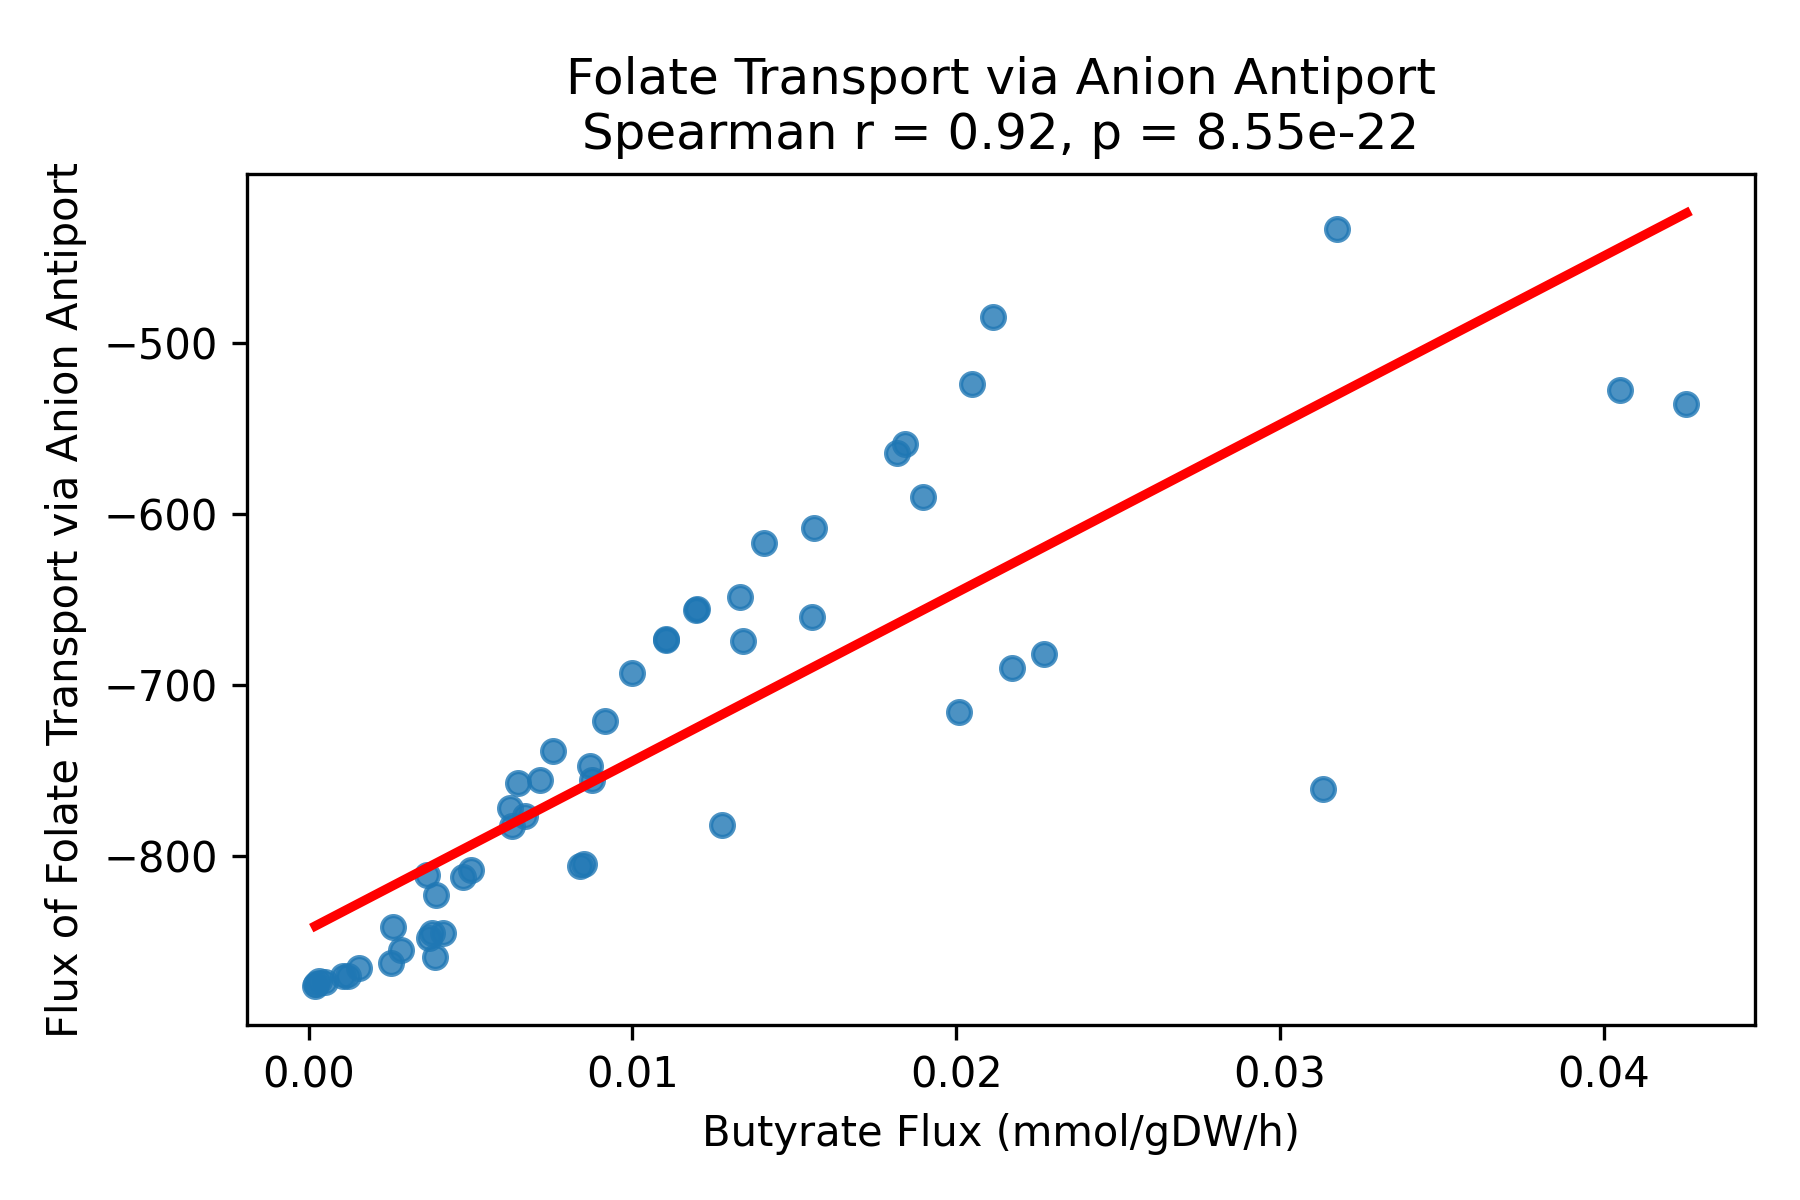 Folate Transport via Anion Antiport
Spearman r = 0.92, p = 8.55e-22
Flux of Folate Transport via Anion Antiport
−500
−600
−700
−800
0.00
0.01
0.02
0.03
0.04
Butyrate Flux (mmol/gDW/h)